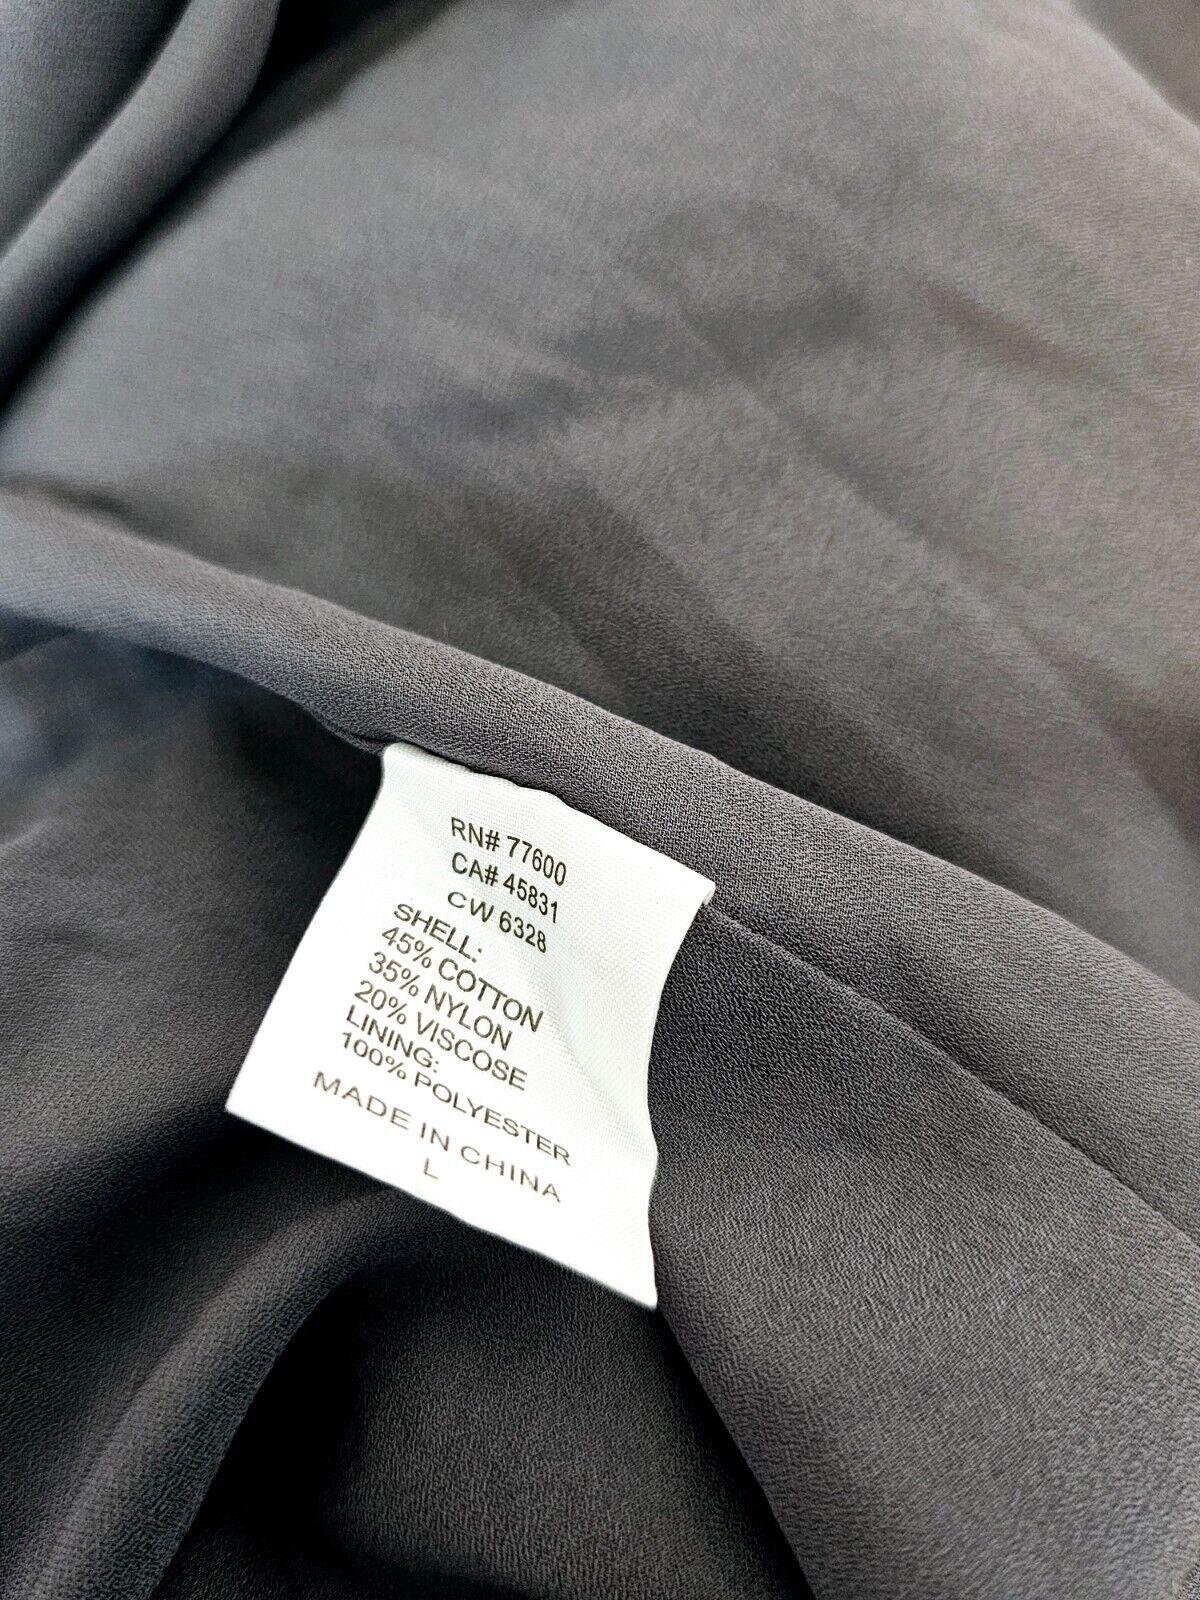 RN# 77600
CA# 45831
CW 6328
SHELL:
45% COTTON
35% NYLON
20% VISCOSE
LINING:
100% POLYESTER
MADE IN CHINA
L